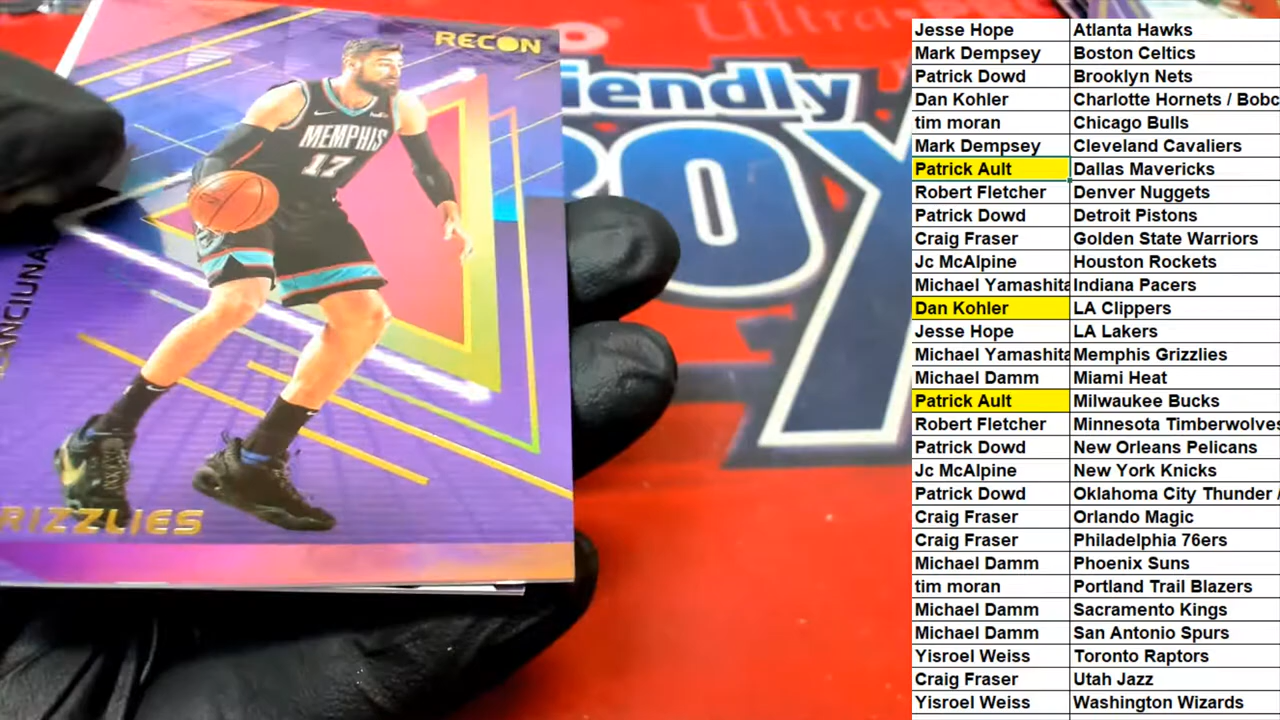 RECON
MEMPHIS
17
Ultra
iendly
Jesse Hope Atlanta Hawks
Mark Dempsey Boston Celtics
Patrick Dowd Brooklyn Nets
Dan Kohler Charlotte Hornets / Bobc
tim moran Chicago Bulls
Mark Dempsey Cleveland Cavaliers
Patrick Ault Dallas Mavericks
Robert Fletcher Denver Nuggets
Patrick Dowd Detroit Pistons
Craig Fraser Golden State Warriors
Jc McAlpine Houston Rockets
Michael Yamashita Indiana Pacers
Dan Kohler LA Clippers
Jesse Hope LA Lakers
Michael Yamashita Memphis Grizzlies
Michael Damm Miami Heat
Patrick Ault Milwaukee Bucks
Robert Fletcher Minnesota Timberwolves
Patrick Dowd New Orleans Pelicans
Jc McAlpine New York Knicks
Patrick Dowd Oklahoma City Thunder /
Craig Fraser Orlando Magic
Craig Fraser Philadelphia 76ers
Michael Damm Phoenix Suns
tim moran Portland Trail Blazers
Michael Damm Sacramento Kings
Michael Damm San Antonio Spurs
Yisroel Weiss Toronto Raptors
Craig Fraser Utah Jazz
Yisroel Weiss Washington Wizards
ANCIUNA
RIZZLIES